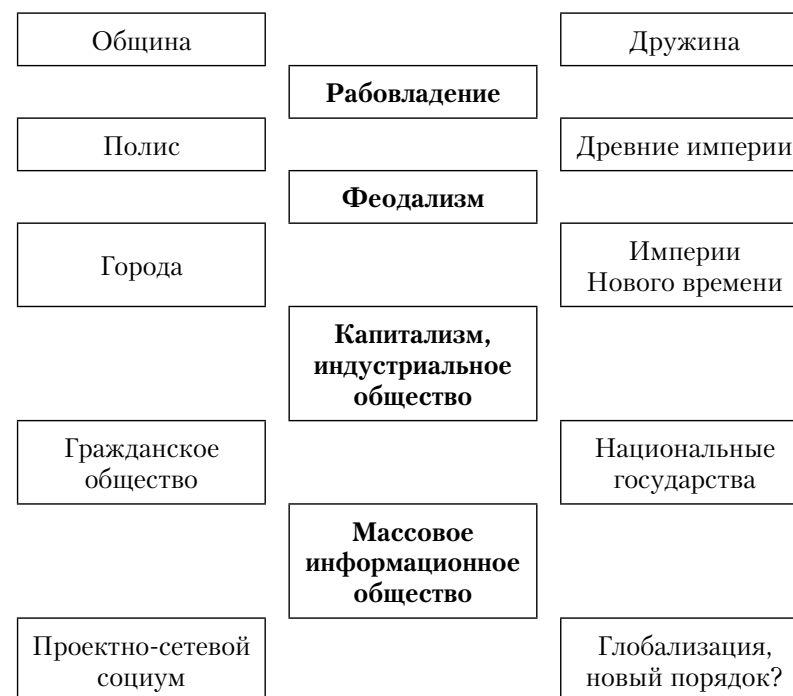 Община
Дружина
Рабовладение
Полис
Древние империи
Феодализм
Города
Империи
Нового времени
Капитализм,
индустриальное
общество
Гражданское
общество
Национальные
государства
Массовое
информационное
общество
Проектно-сетевой
социум
Глобализация,
новый порядок?